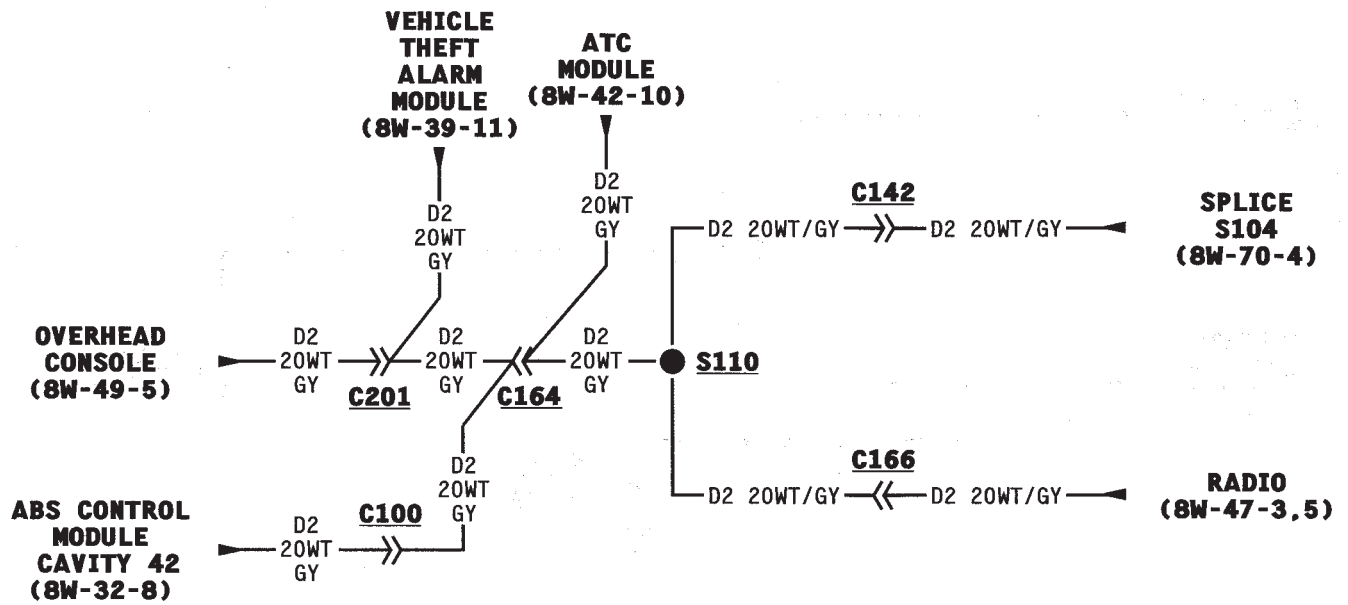 VEHICLE
THEFT
ALARM
MODULE
(8W-39-11)
ATC
MODULE
(8W-42-10)
D2
20WT
GY
D2
20WT
GY
C142
D2 20WT/GY
D2 20WT/GY
SPLICE
S104
(8W-70-4)
OVERHEAD
CONSOLE
(8W-49-5)
D2
20WT
GY
C201
D2
20WT
GY
C164
D2
20WT
GY
S110
ABS CONTROL
MODULE
CAVITY 42
(8W-32-8)
D2
20WT
GY
C100
D2
20WT
GY
C166
D2 20WT/GY
D2 20WT/GY
RADIO
(8W-47-3,5)